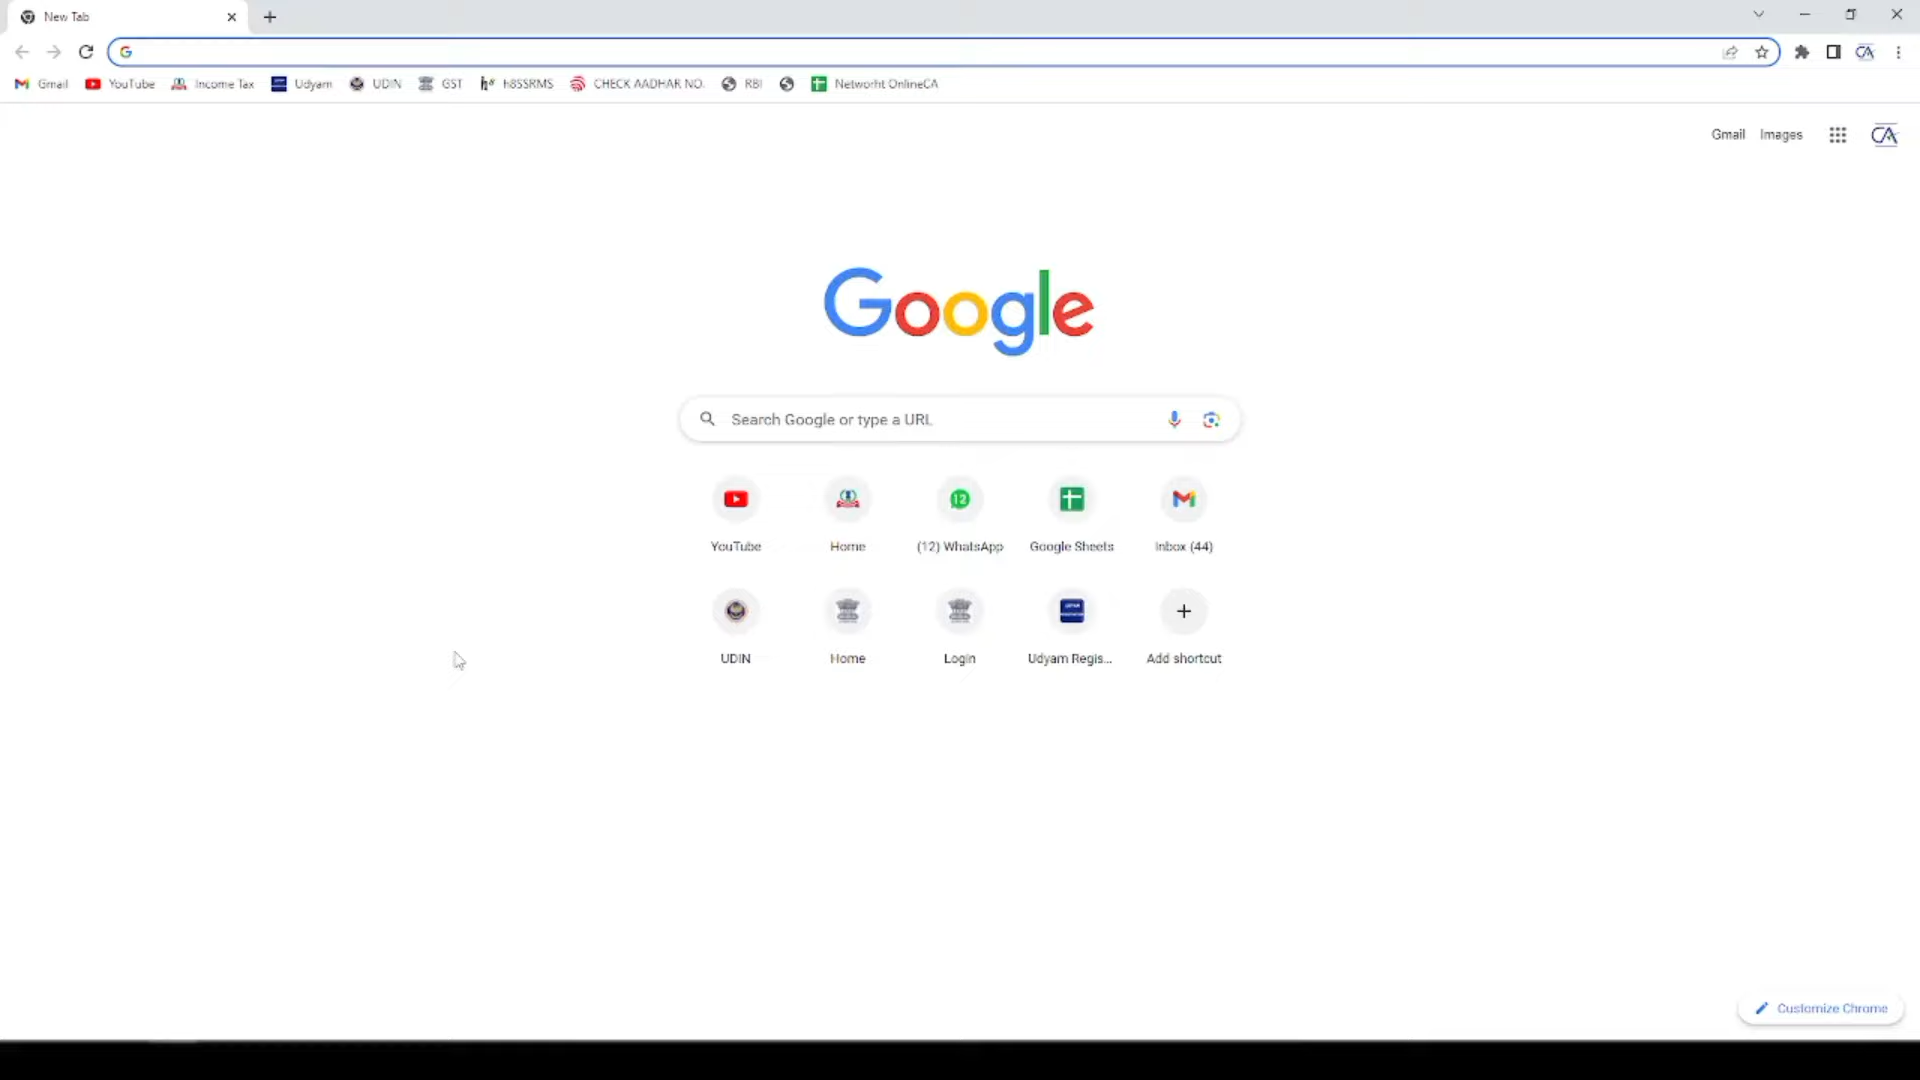 New Tab
Gmail YouTube Income Tax Udyam UDIN GST h8SSRMS CHECK AADHAR NO. RBI Networht OnlineCA
Gmail Images CA
Google
Search Google or type a URL
12
YouTube Home (12) WhatsApp Google Sheets Inbox (44)
UDIN Home Login Udyam Regis... Add shortcut
Customize Chrome